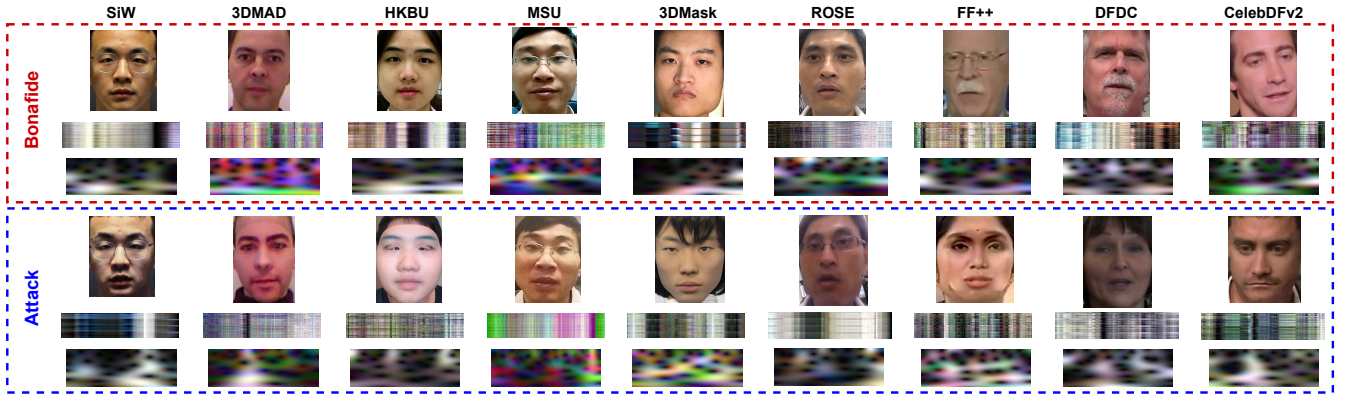 SiW 3DMAD HKBU MSU 3DMask ROSE FF++ DFDC CelebDFv2
Bonafide
Attack